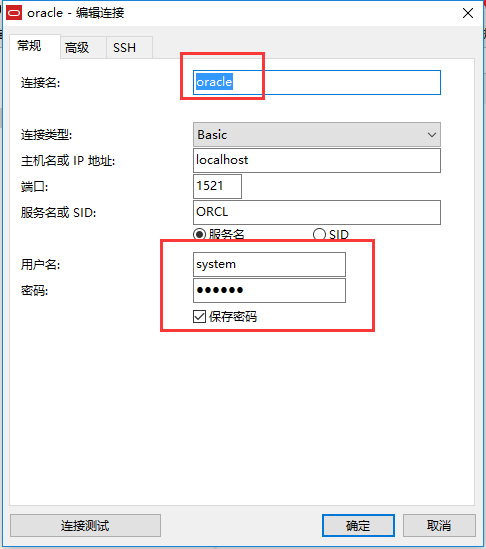 oracle - 编辑连接
常规 高级 SSH
连接名: oracle
连接类型: Basic
主机名或 IP 地址: localhost
端口: 1521
服务名或 SID: ORCL
服务名 SID
用户名: system
密码: ●●●●●●
保存密码
连接测试 确定 取消